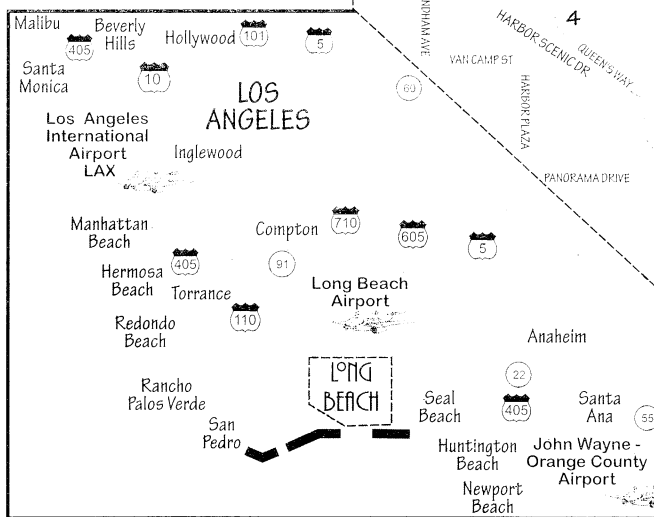 Malibu
Beverly
Hills
Hollywood
405
101
5
Santa
Monica
10
LOS
ANGELES
60
4
HARBOR SCENIC DR
QUEEN'S WAY
VAN CAMP ST
HARBOR PLAZA
PANORAMA DRIVE
Los Angeles
International
Airport
LAX
Inglewood
Manhattan
Beach
Compton
710
605
5
405
91
Hermosa
Beach
Torrance
Long Beach
Airport
110
Redondo
Beach
Anaheim
LONG
BEACH
22
Rancho
Palos Verde
Seal
Beach
405
Santa
Ana
55
San
Pedro
Huntington
Beach
John Wayne -
Orange County
Airport
Newport
Beach